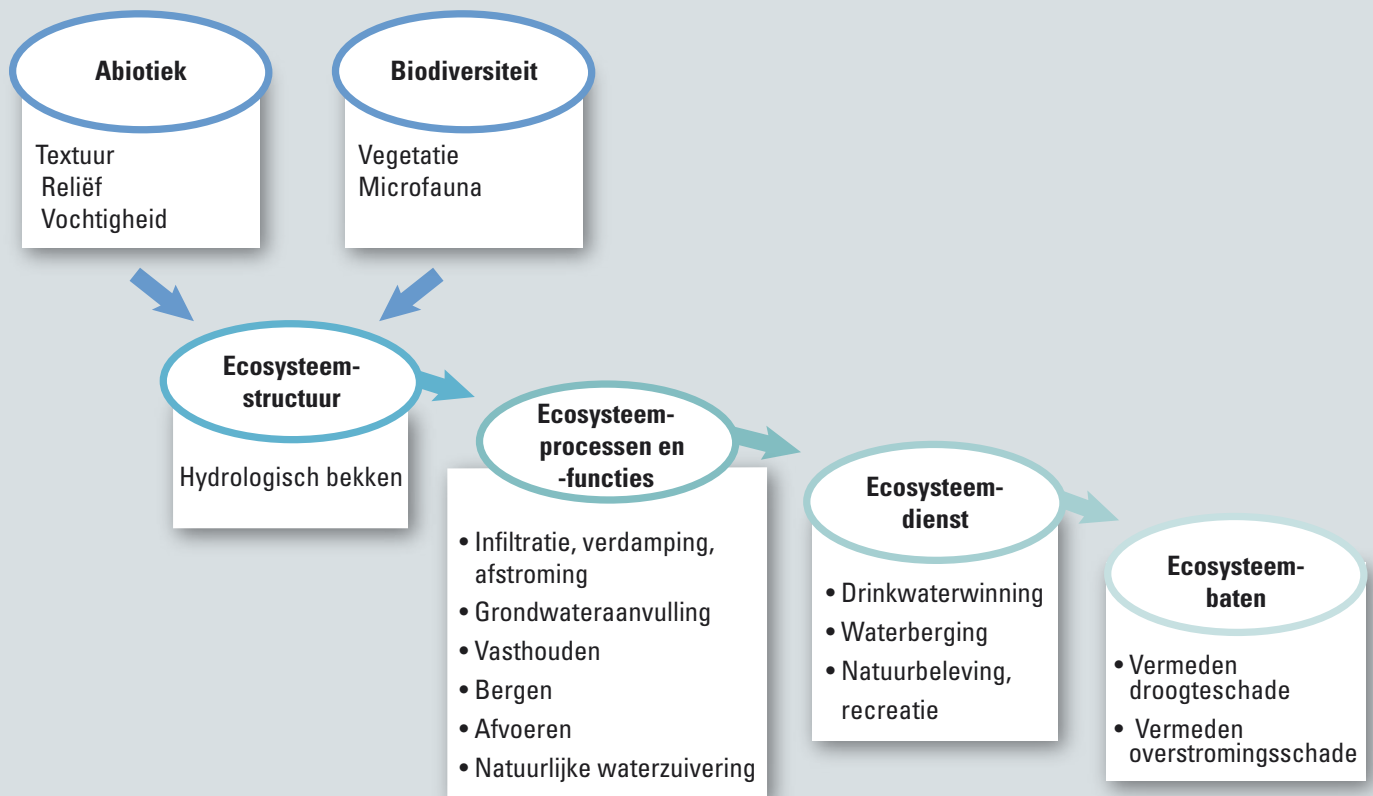 Abiotiek
Textuur
Reliëf
Vochtigheid
Biodiversiteit
Vegetatie
Microfauna
Ecosysteem-
structuur
Hydrologisch bekken
Ecosysteem-
processen en
-functies
• Infiltratie, verdamping,
afstroming
• Grondwateraanvulling
• Vasthouden
• Bergen
• Afvoeren
• Natuurlijke waterzuivering
Ecosysteem-
dienst
• Drinkwaterwinning
• Waterberging
• Natuurbeleving,
recreatie
Ecosysteem-
baten
• Vermeden
droogteschade
• Vermeden
overstromingsschade